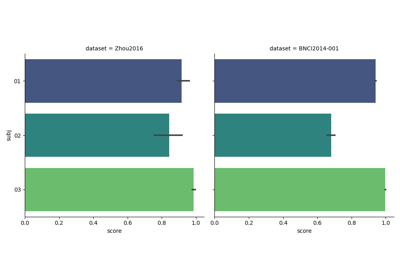 dataset = Zhou2016
dataset = BNCI2014-001
subj
01
02
03
0.0 0.2 0.4 0.6 0.8 1.0
0.0 0.2 0.4 0.6 0.8 1.0
score
score